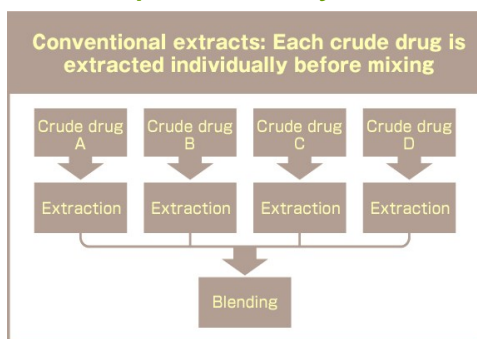 Conventional extracts: Each crude drug is
extracted individually before mixing
Crude drug
A
Crude drug
B
Crude drug
C
Crude drug
D
Extraction
Extraction
Extraction
Extraction
Blending